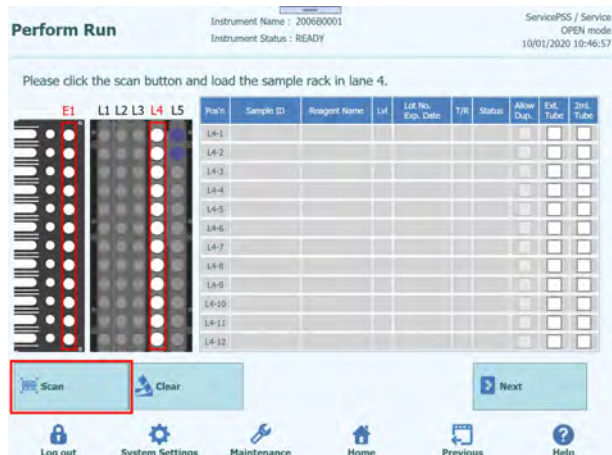 Perform Run
Instrument Name : 200680001
Instrument Status : READY
ServicePSS / Service
OPEN mode
10/01/2020 10:46:57
Please click the scan button and load the sample rack in lane 4.
E1 L1 L2 L3 L4 L5
Pos'n Sample ID Reagent Name Lvl Lot No. Exp. Date T/R Status Allow Dup. Ext. Tube 2mL Tube
L4-1
L4-2
L4-3
L4-4
L4-5
L4-6
L4-7
L4-8
L4-9
L4-10
L4-11
L4-12
Scan Clear Next
Log out System Settings Maintenance Home Previous Help